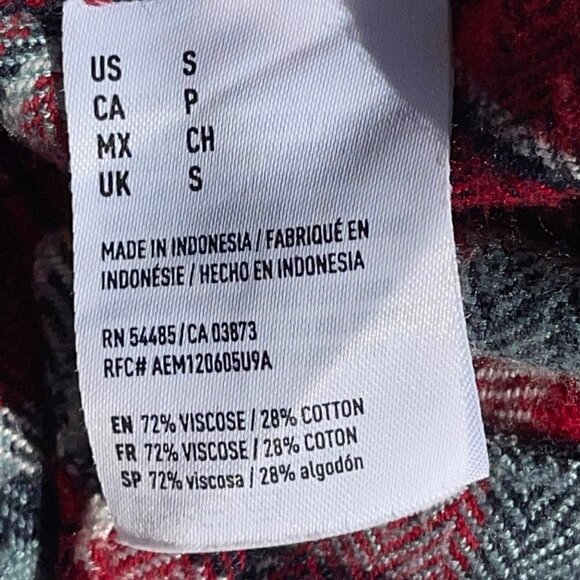 US S
CA P
MX CH
UK S
MADE IN INDONESIA / FABRIQUÉ EN
INDONÉSIE / HECHO EN INDONESIA
RN 54485/CA 03873
RFC# AEM120605U9A
EN 72% VISCOSE / 28% COTTON
FR 72% VISCOSE / 28% COTON
SP 72% viscosa / 28% algodón